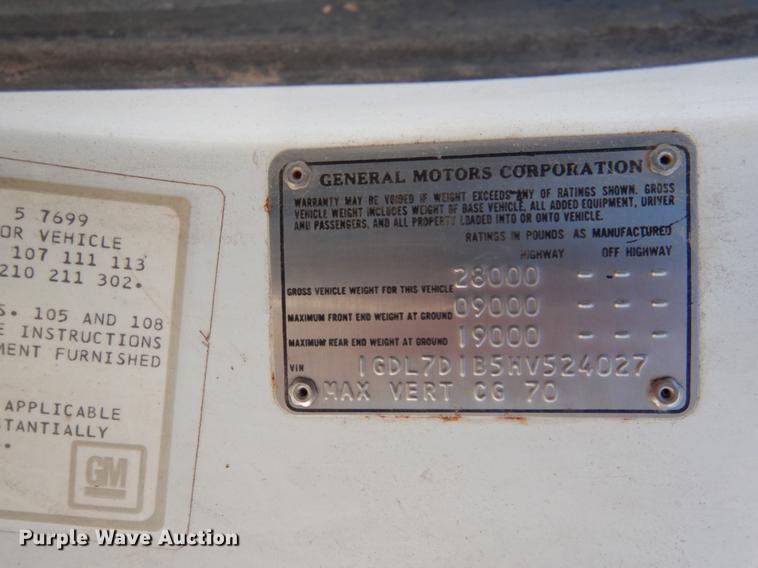 5 7699
OR VEHICLE
107 111 113
210 211 302.
S. 105 AND 108
E INSTRUCTIONS
MENT FURNISHED
APPLICABLE
TANTIALLY
GM
GENERAL MOTORS CORPORATION
WARRANTY MAY BE VOIDED IF WEIGHT EXCEEDS ANY OF RATINGS SHOWN. GROSS
VEHICLE WEIGHT INCLUDES WEIGHT OF BASE VEHICLE, ALL ADDED EQUIPMENT, DRIVER
AND PASSENGERS, AND ALL PROPERTY LOADED INTO OR ONTO VEHICLE.
RATINGS IN POUNDS AS MANUFACTURED
HIGHWAY OFF HIGHWAY
GROSS VEHICLE WEIGHT FOR THIS VEHICLE 28000 - - -
MAXIMUM FRONT END WEIGHT AT GROUND 09000 - - -
MAXIMUM REAR END WEIGHT AT GROUND 19000 - - -
VIN 1GDL7D1B5HV524027
MAX VERT CG 70
Purple Wave Auction